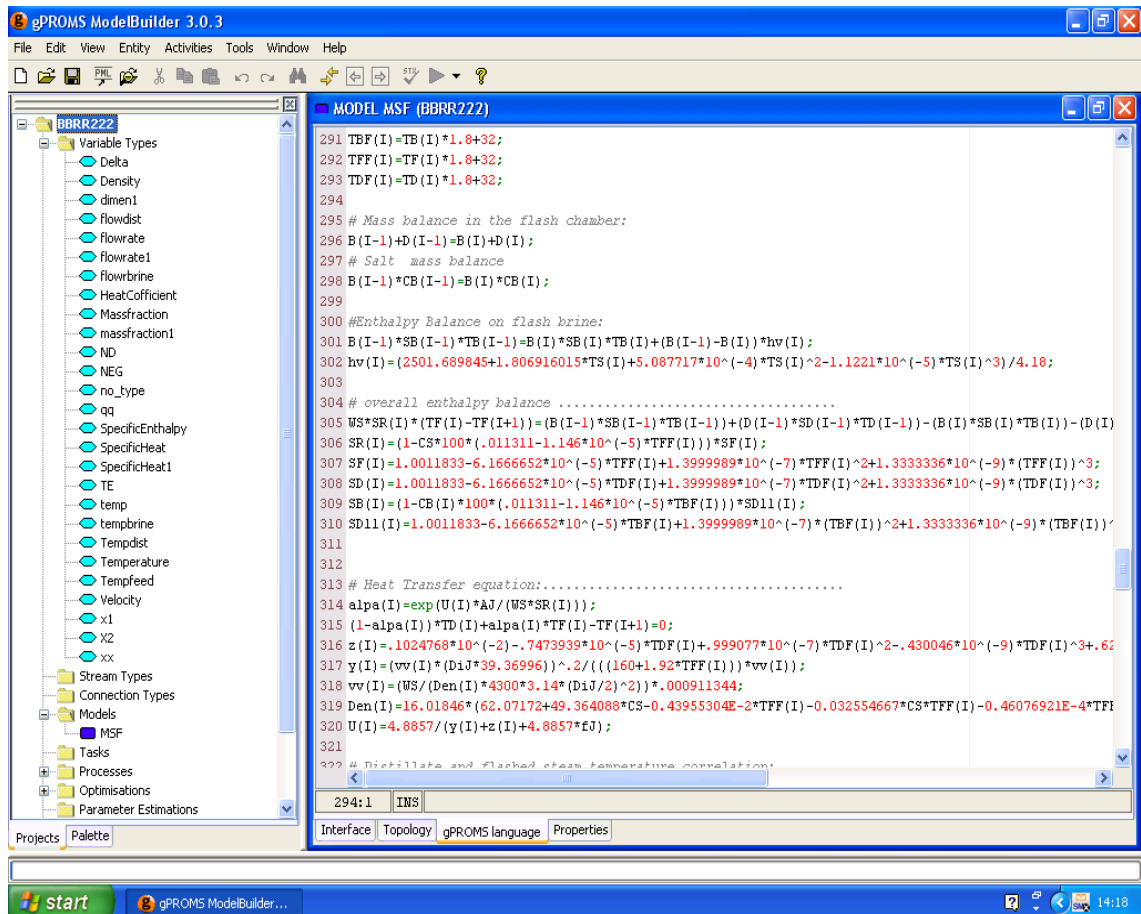 gPROMS ModelBuilder 3.0.3
File Edit View Entity Activities Tools Window Help
BBRR222
Variable Types
Delta
Density
dimen1
flowdist
flowrate
flowrate1
flowrbrine
HeatCofficient
Massfraction
massfraction1
ND
NEG
no_type
qq
SpecificEnthalpy
SpecificHeat
SpecificHeat1
TE
temp
tempbrine
Tempdist
Temperature
Tempfeed
Velocity
x1
X2
xx
Stream Types
Connection Types
Models
MSF
Tasks
Processes
Optimisations
Parameter Estimations
Projects Palette
MODEL MSF (BBRR222)
291 TBF(I)=TB(I)*1.8+32;
292 TFF(I)=TF(I)*1.8+32;
293 TDF(I)=TD(I)*1.8+32;
294
295 # Mass balance in the flash chamber:
296 B(I-1)+D(I-1)=B(I)+D(I);
297 # Salt  mass balance
298 B(I-1)*CB(I-1)=B(I)*CB(I);
299
300 #Enthalpy Balance on flash brine:
301 B(I-1)*SB(I-1)*TB(I-1)=B(I)*SB(I)*TB(I)+(B(I-1)-B(I))*hv(I);
302 hv(I)=(2501.689845+1.806916015*TS(I)+5.087717*10^(-4)*TS(I)^2-1.1221*10^(-5)*TS(I)^3)/4.18;
303
304 # overall enthalpy balance ...................................
305 WS*SR(I)*(TF(I)-TF(I+1))=(B(I-1)*SB(I-1)*TB(I-1))+(D(I-1)*SD(I-1)*TD(I-1))-(B(I)*SB(I)*TB(I))-(D(I)
306 SR(I)=(1-CS*100*(.011311-1.146*10^(-5)*TFF(I)))*SF(I);
307 SF(I)=1.0011833-6.1666652*10^(-5)*TFF(I)+1.3999989*10^(-7)*TFF(I)^2+1.3333336*10^(-9)*(TFF(I))^3;
308 SD(I)=1.0011833-6.1666652*10^(-5)*TDF(I)+1.3999989*10^(-7)*TDF(I)^2+1.3333336*10^(-9)*(TDF(I))^3;
309 SB(I)=(1-CB(I)*100*(.011311-1.146*10^(-5)*TBF(I)))*SD11(I);
310 SD11(I)=1.0011833-6.1666652*10^(-5)*TBF(I)+1.3999989*10^(-7)*(TBF(I))^2+1.3333336*10^(-9)*(TBF(I))^
311
312
313 # Heat Transfer equation:.......................................
314 alpa(I)=exp(U(I)*AJ/(WS*SR(I)));
315 (1-alpa(I))*TD(I)+alpa(I)*TF(I)-TF(I+1)=0;
316 z(I)=.1024768*10^(-2)-.7473939*10^(-5)*TDF(I)+.999077*10^(-7)*TDF(I)^2-.430046*10^(-9)*TDF(I)^3+.62
317 y(I)=(vv(I)*(DiJ*39.36996))^.2/(((160+1.92*TFF(I)))*vv(I));
318 vv(I)=(WS/(Den(I)*4300*3.14*(DiJ/2)^2))*.000911344;
319 Den(I)=16.01846*(62.07172+49.364088*CS-0.43955304E-2*TFF(I)-0.032554667*CS*TFF(I)-0.46076921E-4*TFF
320 U(I)=4.8857/(y(I)+z(I)+4.8857*fJ);
321
322 # Distillate and flashed steam temperature correlation:
294:1 INS
Interface Topology gPROMS language Properties
start gPROMS ModelBuilder... 14:18